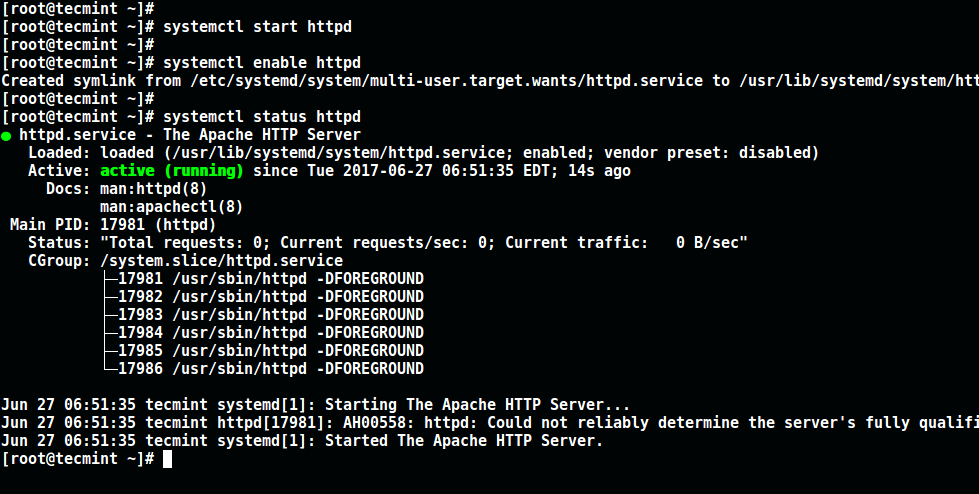 [root@tecmint ~]#
[root@tecmint ~]# systemctl start httpd
[root@tecmint ~]#
[root@tecmint ~]# systemctl enable httpd
Created symlink from /etc/systemd/system/multi-user.target.wants/httpd.service to /usr/lib/systemd/system/htt
[root@tecmint ~]#
[root@tecmint ~]# systemctl status httpd
● httpd.service - The Apache HTTP Server
   Loaded: loaded (/usr/lib/systemd/system/httpd.service; enabled; vendor preset: disabled)
   Active: active (running) since Tue 2017-06-27 06:51:35 EDT; 14s ago
     Docs: man:httpd(8)
           man:apachectl(8)
 Main PID: 17981 (httpd)
   Status: "Total requests: 0; Current requests/sec: 0; Current traffic:   0 B/sec"
   CGroup: /system.slice/httpd.service
           ├─17981 /usr/sbin/httpd -DFOREGROUND
           ├─17982 /usr/sbin/httpd -DFOREGROUND
           ├─17983 /usr/sbin/httpd -DFOREGROUND
           ├─17984 /usr/sbin/httpd -DFOREGROUND
           ├─17985 /usr/sbin/httpd -DFOREGROUND
           └─17986 /usr/sbin/httpd -DFOREGROUND
Jun 27 06:51:35 tecmint systemd[1]: Starting The Apache HTTP Server...
Jun 27 06:51:35 tecmint httpd[17981]: AH00558: httpd: Could not reliably determine the server's fully qualifi
Jun 27 06:51:35 tecmint systemd[1]: Started The Apache HTTP Server.
[root@tecmint ~]#